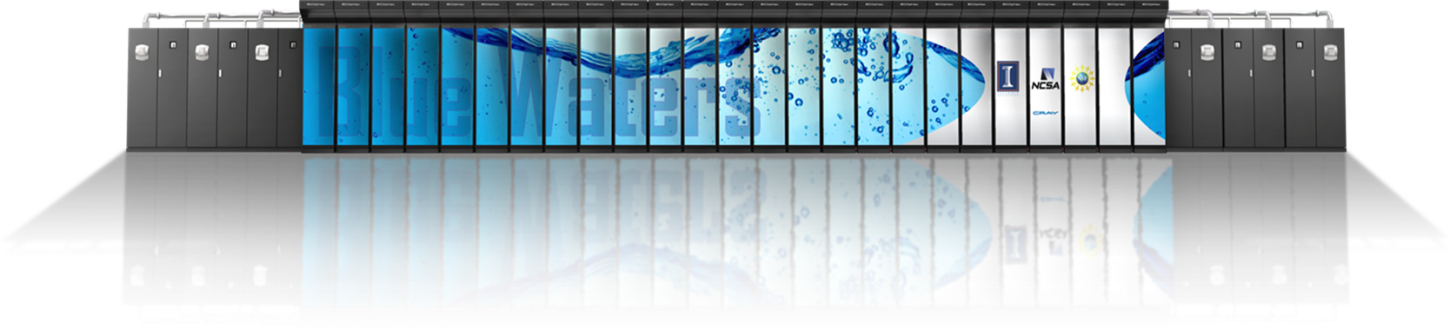 Blue Waters
I
NCSA
CRAY